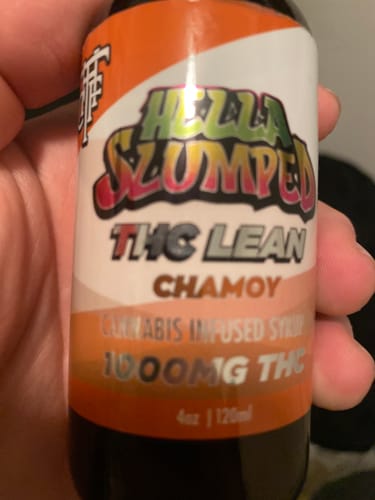 HELLA
SLUMPED
THC LEAN
CHAMOY
CANNABIS INFUSED SYRUP
1000MG THC
4oz | 120ml